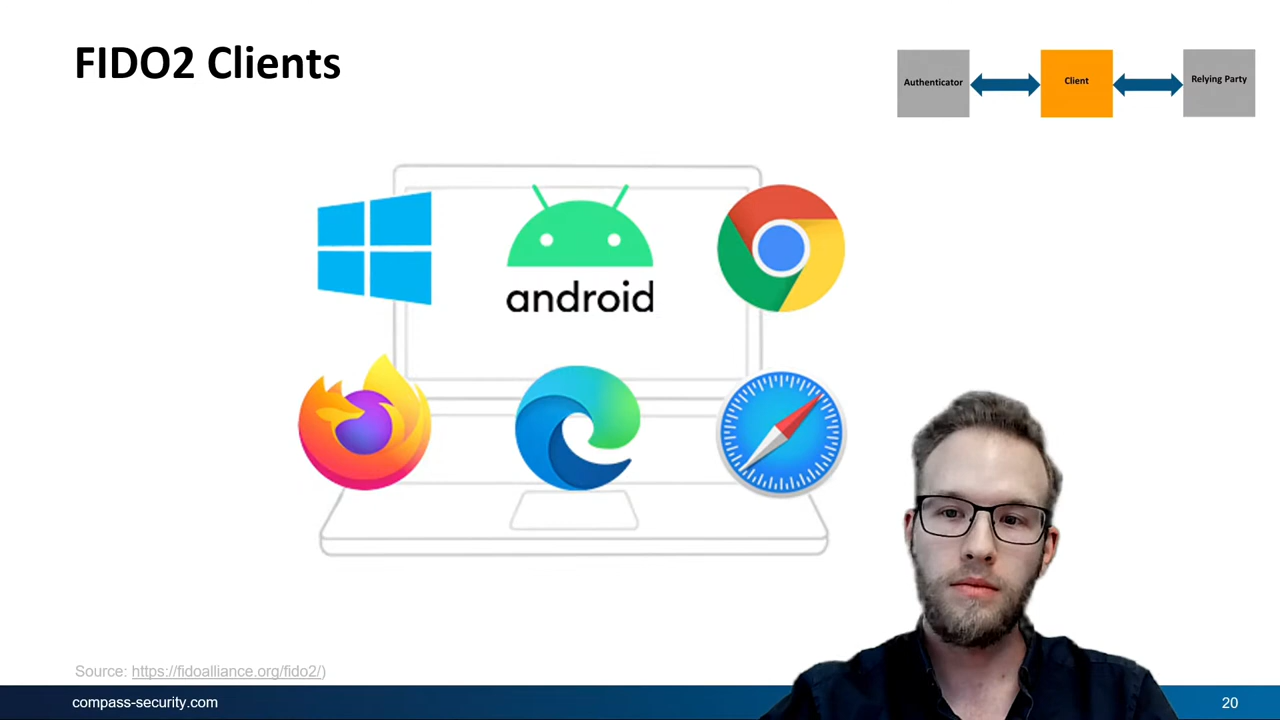 FIDO2 Clients
Authenticator
Client
Relying Party
android
Source: https://fidoalliance.org/fido2/)
compass-security.com
20